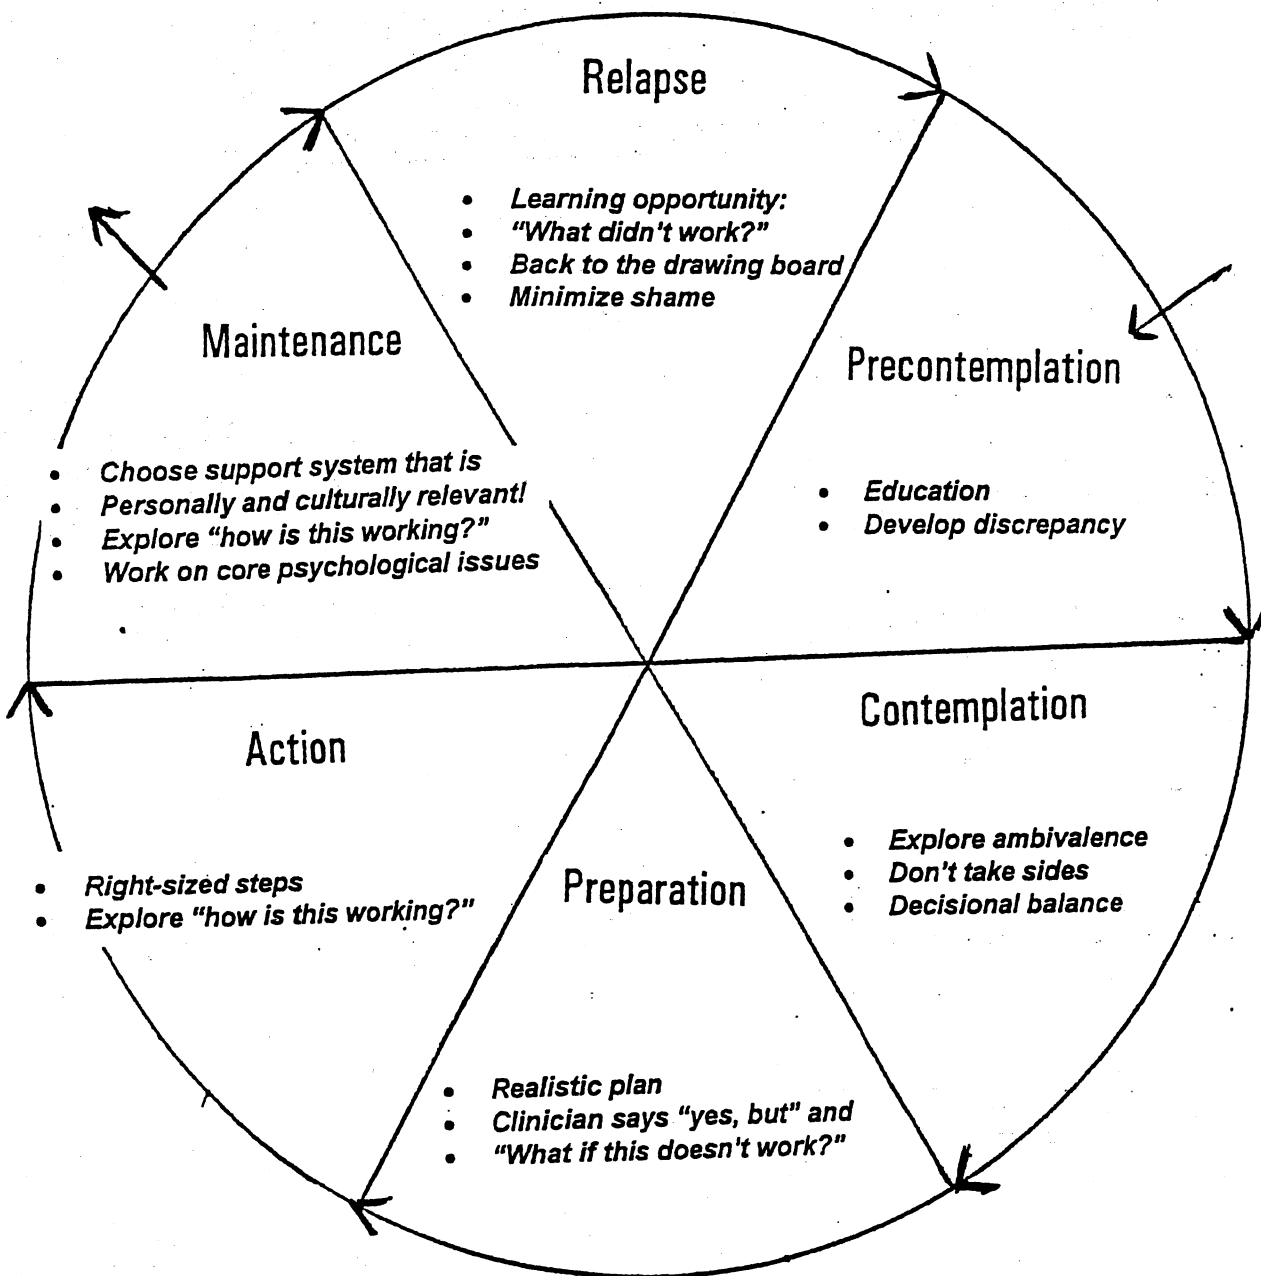 Relapse
• Learning opportunity:
• “What didn't work?”
• Back to the drawing board
• Minimize shame
Precontemplation
• Education
• Develop discrepancy
Contemplation
• Explore ambivalence
• Don't take sides
• Decisional balance
Preparation
• Realistic plan
• Clinician says “yes, but” and
• “What if this doesn't work?”
Action
• Right-sized steps
• Explore “how is this working?”
Maintenance
• Choose support system that is
• Personally and culturally relevant!
• Explore “how is this working?”
• Work on core psychological issues